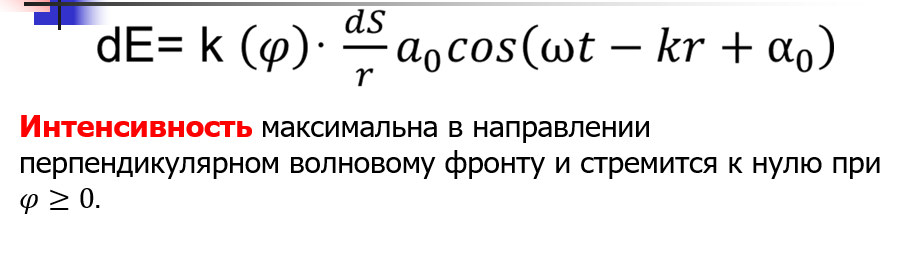 dE= k (φ)· dS/r a₀cos(ωt − kr + α₀)
Интенсивность максимальна в направлении
перпендикулярном волновому фронту и стремится к нулю при
φ ≥ 0.